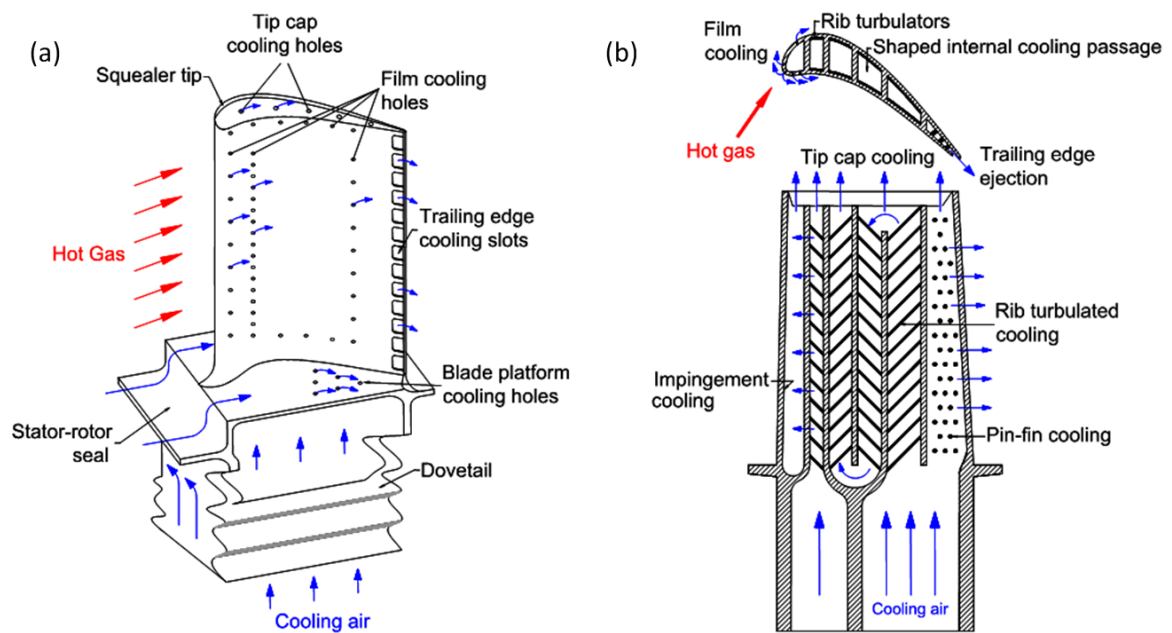 (a)
Tip cap
cooling holes
Squealer tip
Film cooling
holes
Hot Gas
Trailing edge
cooling slots
Blade platform
cooling holes
Stator-rotor
seal
Dovetail
Cooling air
(b)
Film
cooling
Rib turbulators
Shaped internal cooling passage
Hot gas
Tip cap cooling
Trailing edge
ejection
Rib turbulated
cooling
Impingement
cooling
Pin-fin cooling
Cooling air